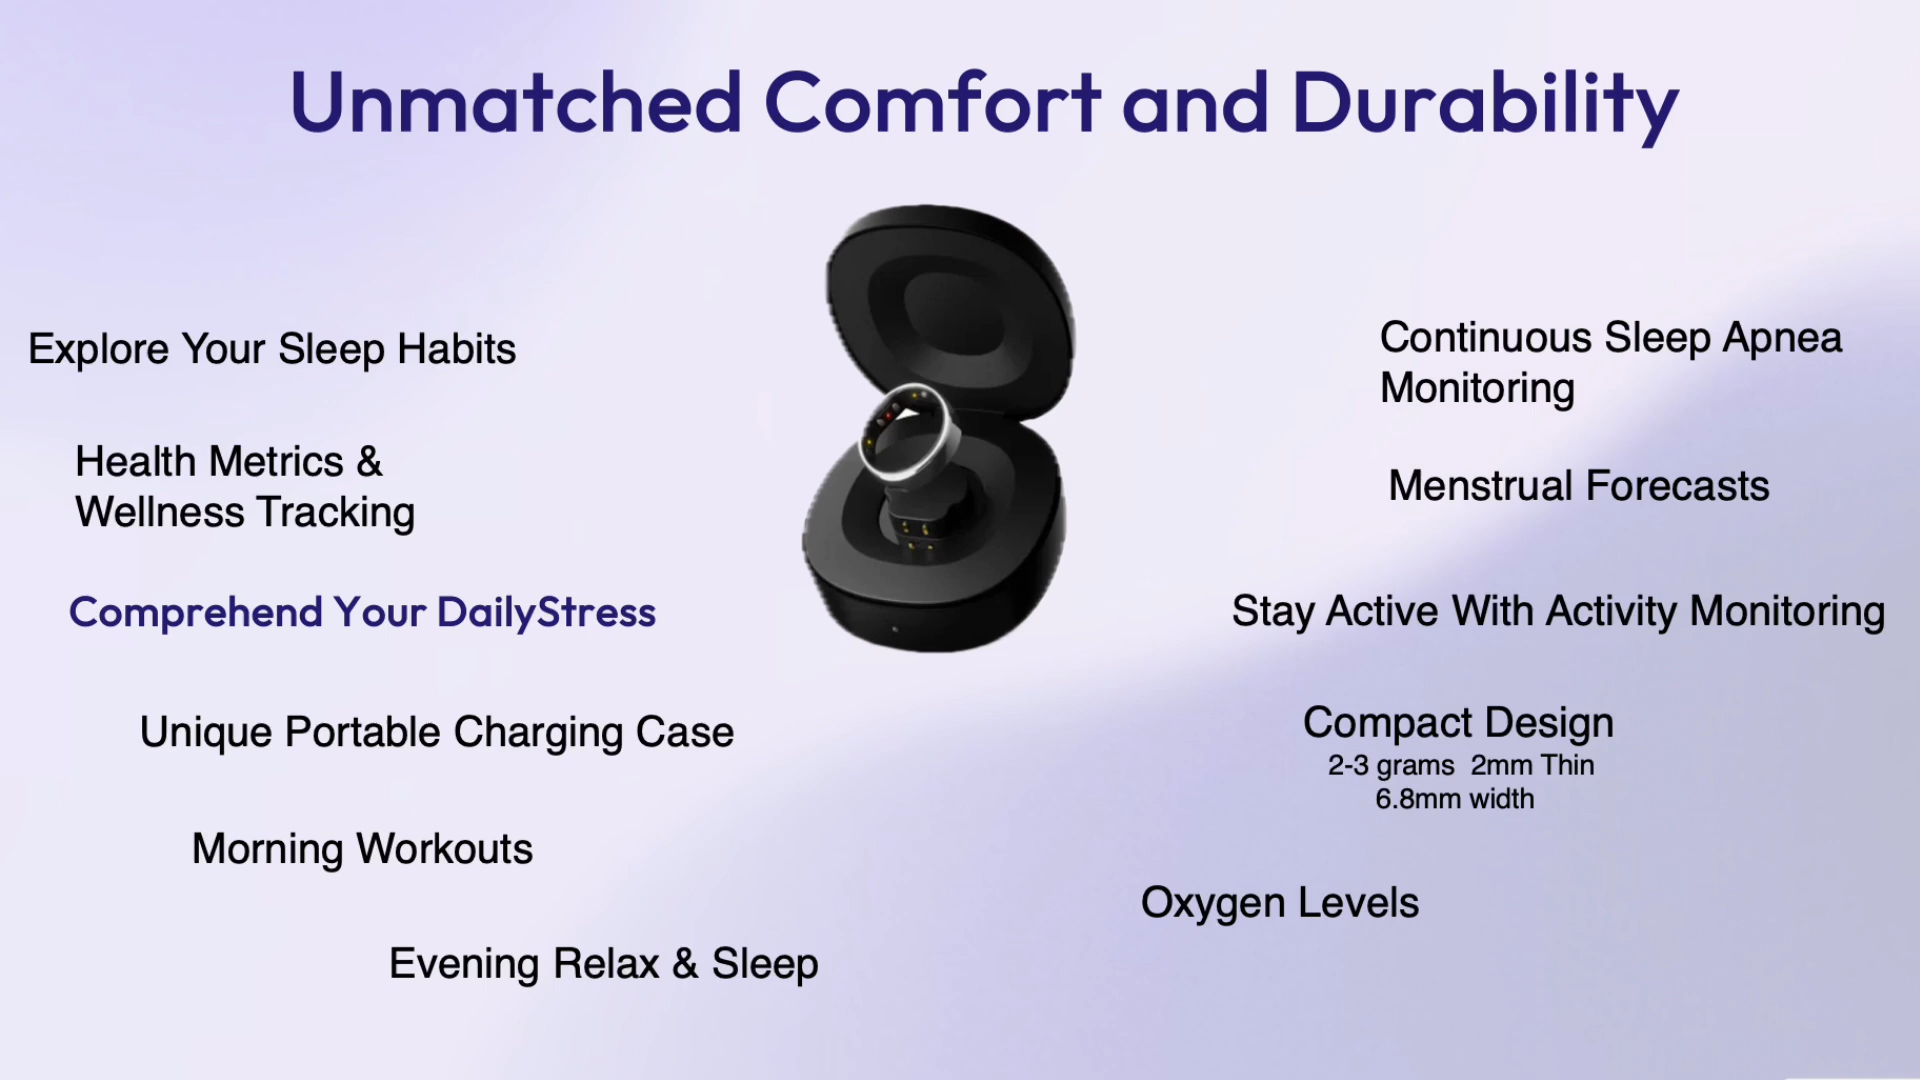 Unmatched Comfort and Durability
Explore Your Sleep Habits
Health Metrics &
Wellness Tracking
Comprehend Your DailyStress
Unique Portable Charging Case
Morning Workouts
Evening Relax & Sleep
Continuous Sleep Apnea
Monitoring
Menstrual Forecasts
Stay Active With Activity Monitoring
Compact Design
2-3 grams  2mm Thin
6.8mm width
Oxygen Levels